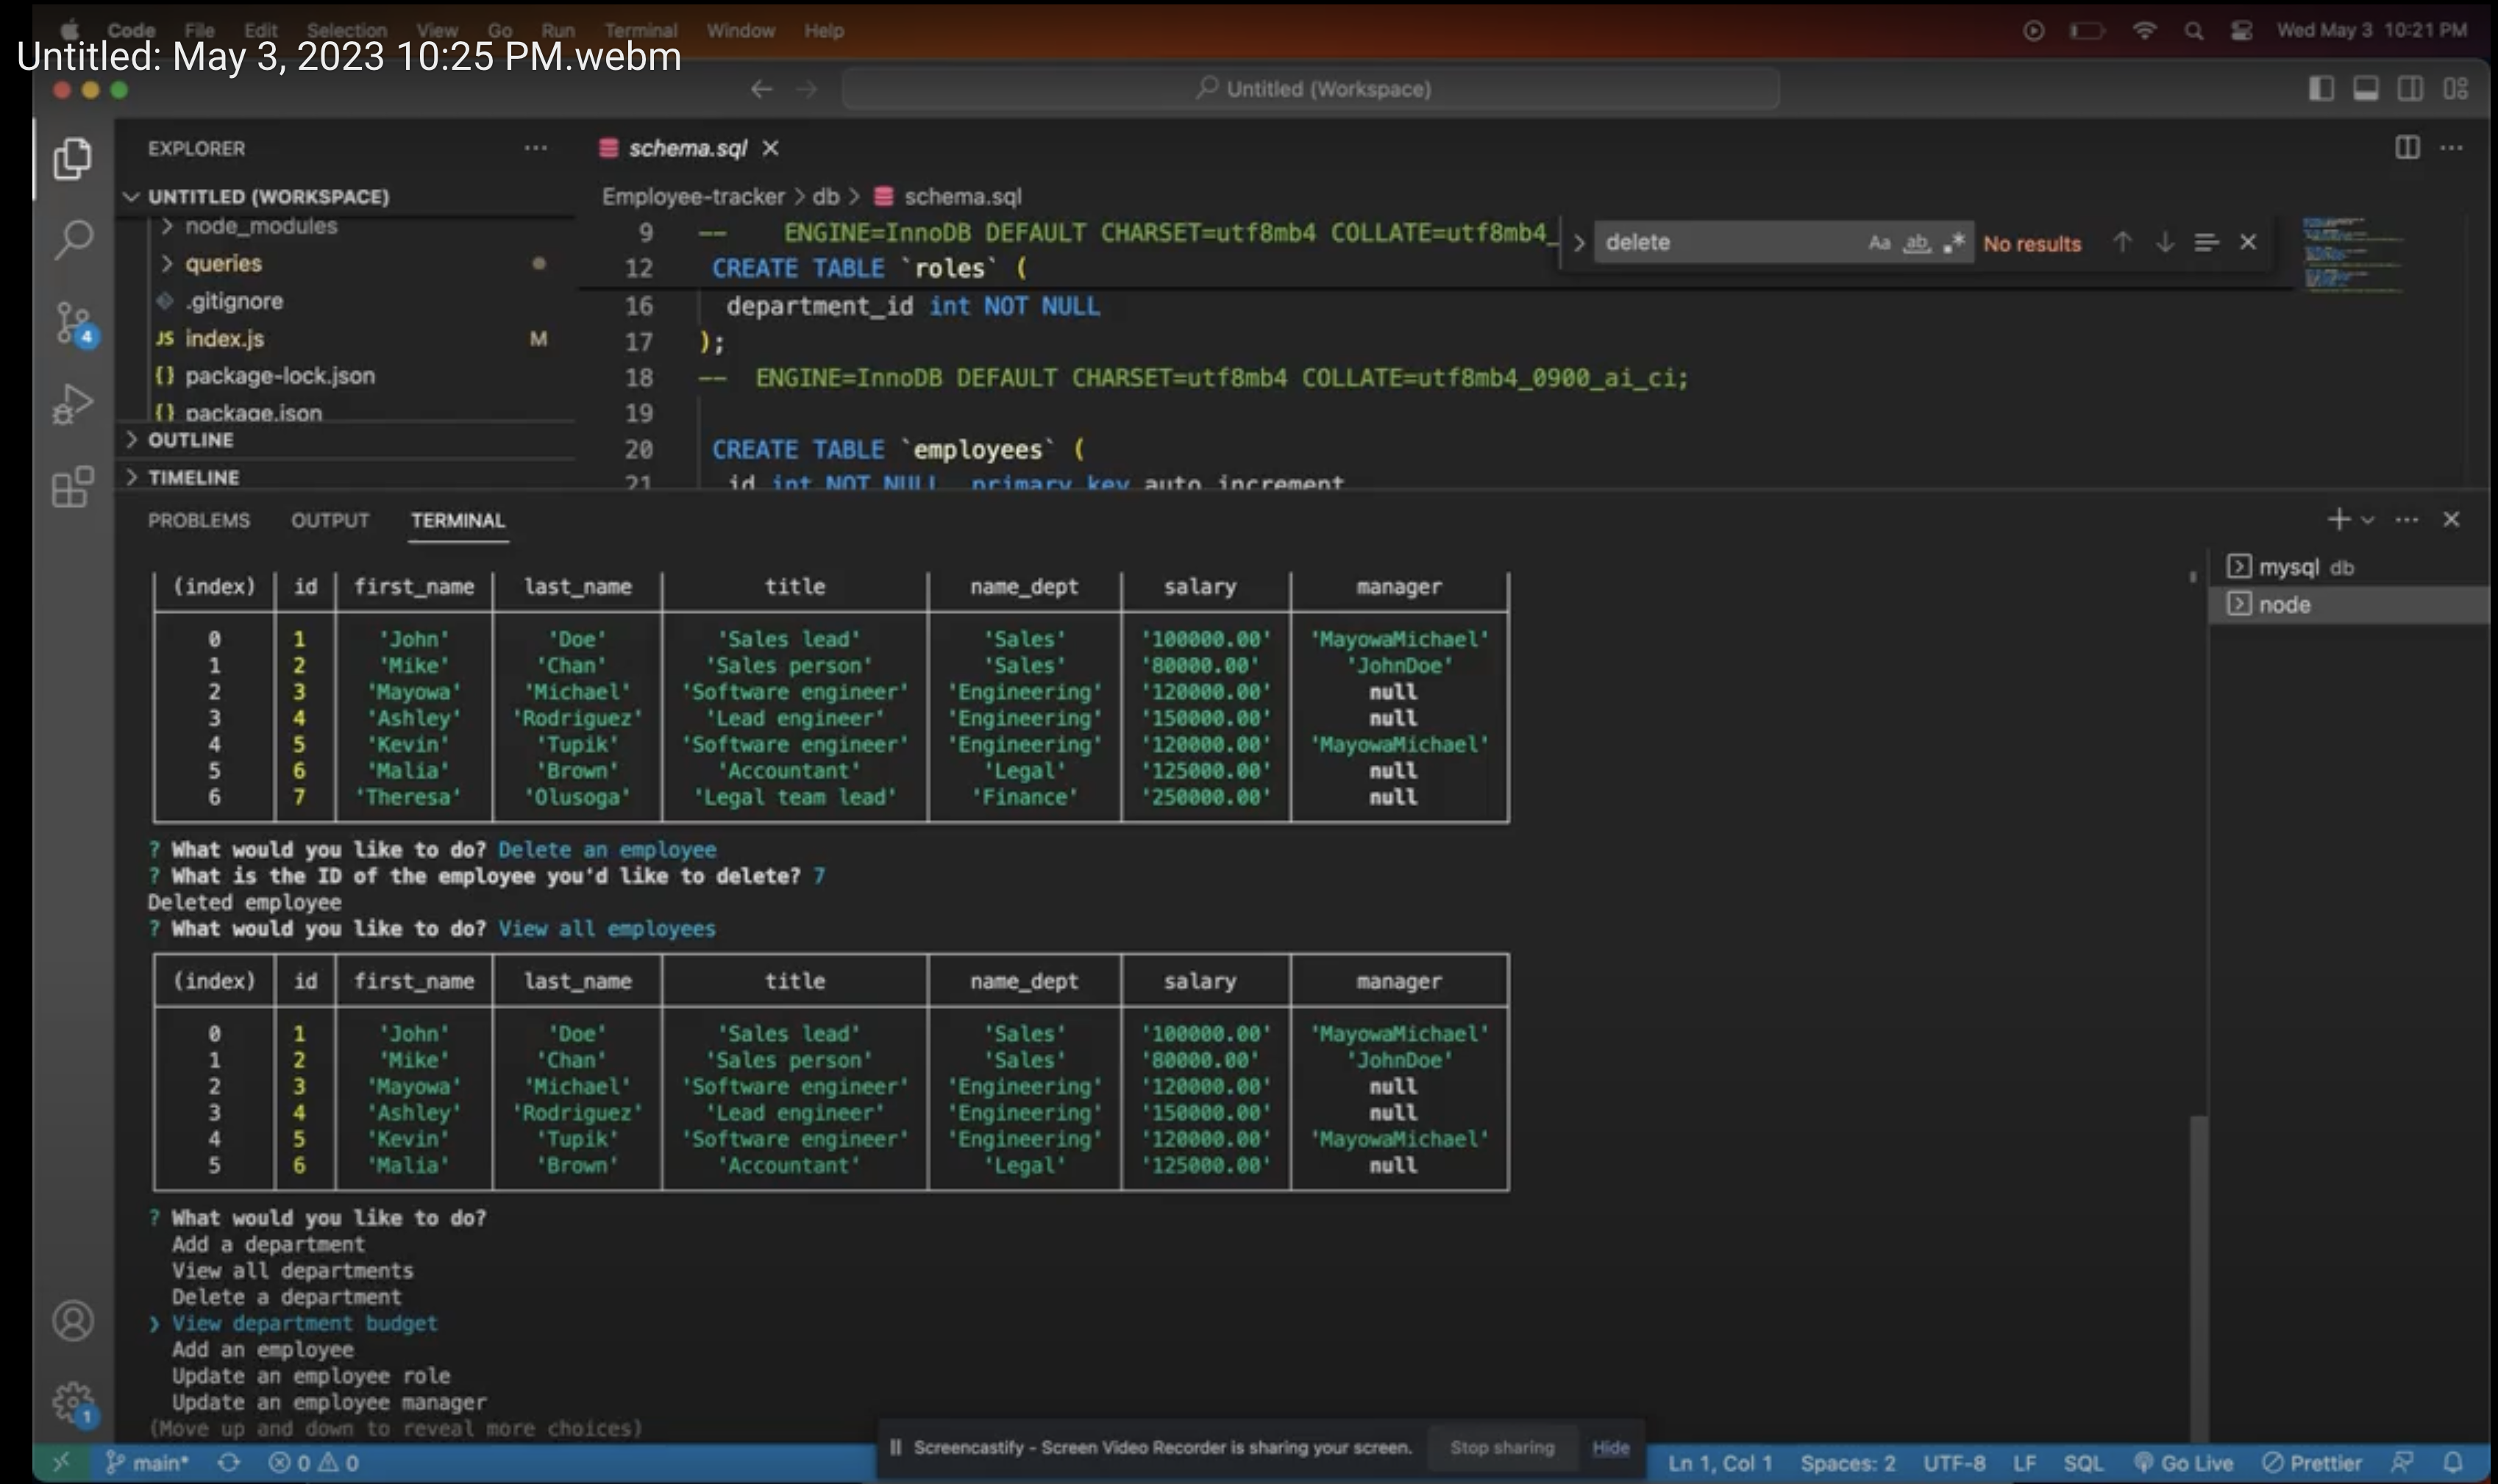 Code File Edit Selection View Go Run Terminal Window Help Wed May 3 10:21 PM
Untitled: May 3, 2023 10:25 PM.webm
Untitled (Workspace)
EXPLORER
schema.sql
UNTITLED (WORKSPACE)
Employee-tracker > db > schema.sql
node_modules
queries
.gitignore
index.js M
package-lock.json
package.json
OUTLINE
TIMELINE
9 -- ENGINE=InnoDB DEFAULT CHARSET=utf8mb4 COLLATE=utf8mb4_
delete Aa ab No results
12 CREATE TABLE `roles` (
16 department_id int NOT NULL
17 );
18 -- ENGINE=InnoDB DEFAULT CHARSET=utf8mb4 COLLATE=utf8mb4_0900_ai_ci;
19
20 CREATE TABLE `employees` (
21 id int NOT NULL primary key auto_increment
4
PROBLEMS OUTPUT TERMINAL
mysql db
node
(index) id first_name last_name title name_dept salary manager
0 1 'John' 'Doe' 'Sales lead' 'Sales' '100000.00' 'MayowaMichael'
1 2 'Mike' 'Chan' 'Sales person' 'Sales' '80000.00' 'JohnDoe'
2 3 'Mayowa' 'Michael' 'Software engineer' 'Engineering' '120000.00' null
3 4 'Ashley' 'Rodriguez' 'Lead engineer' 'Engineering' '150000.00' null
4 5 'Kevin' 'Tupik' 'Software engineer' 'Engineering' '120000.00' 'MayowaMichael'
5 6 'Malia' 'Brown' 'Accountant' 'Legal' '125000.00' null
6 7 'Theresa' 'Olusoga' 'Legal team lead' 'Finance' '250000.00' null
? What would you like to do? Delete an employee
? What is the ID of the employee you'd like to delete? 7
Deleted employee
? What would you like to do? View all employees
(index) id first_name last_name title name_dept salary manager
0 1 'John' 'Doe' 'Sales lead' 'Sales' '100000.00' 'MayowaMichael'
1 2 'Mike' 'Chan' 'Sales person' 'Sales' '80000.00' 'JohnDoe'
2 3 'Mayowa' 'Michael' 'Software engineer' 'Engineering' '120000.00' null
3 4 'Ashley' 'Rodriguez' 'Lead engineer' 'Engineering' '150000.00' null
4 5 'Kevin' 'Tupik' 'Software engineer' 'Engineering' '120000.00' 'MayowaMichael'
5 6 'Malia' 'Brown' 'Accountant' 'Legal' '125000.00' null
? What would you like to do?
Add a department
View all departments
Delete a department
❯ View department budget
Add an employee
Update an employee role
Update an employee manager
(Move up and down to reveal more choices)
1
Screencastify - Screen Video Recorder is sharing your screen. Stop sharing Hide
main* 0 0 Ln 1, Col 1 Spaces: 2 UTF-8 LF SQL Go Live Prettier